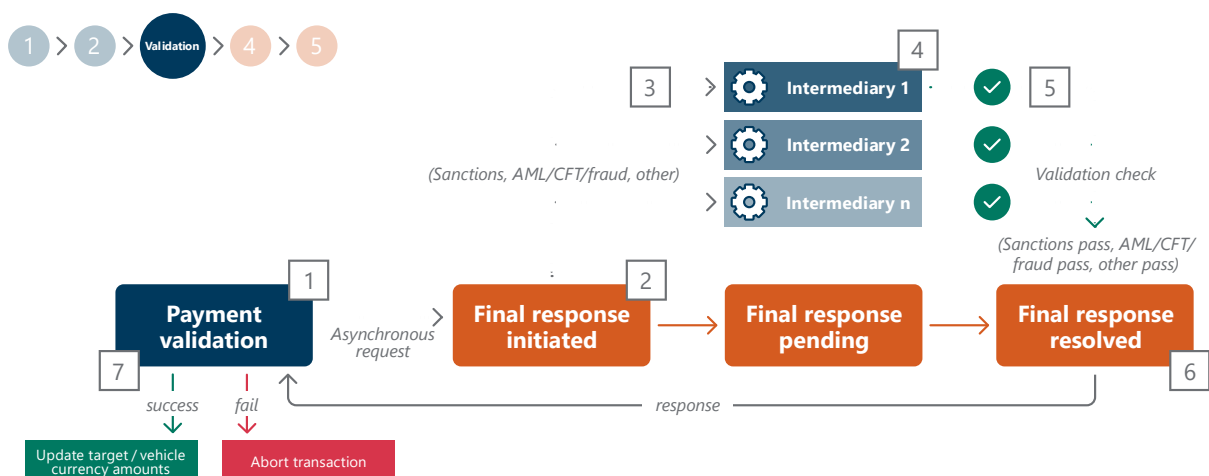 1
2
Validation
4
5
4
3
Intermediary 1
5
Intermediary 2
(Sanctions, AML/CFT/fraud, other)
Validation check
Intermediary n
(Sanctions pass, AML/CFT/
fraud pass, other pass)
1
2
Payment
validation
Asynchronous
request
Final response
initiated
Final response
pending
Final response
resolved
7
6
success
fail
response
Update target / vehicle
currency amounts
Abort transaction